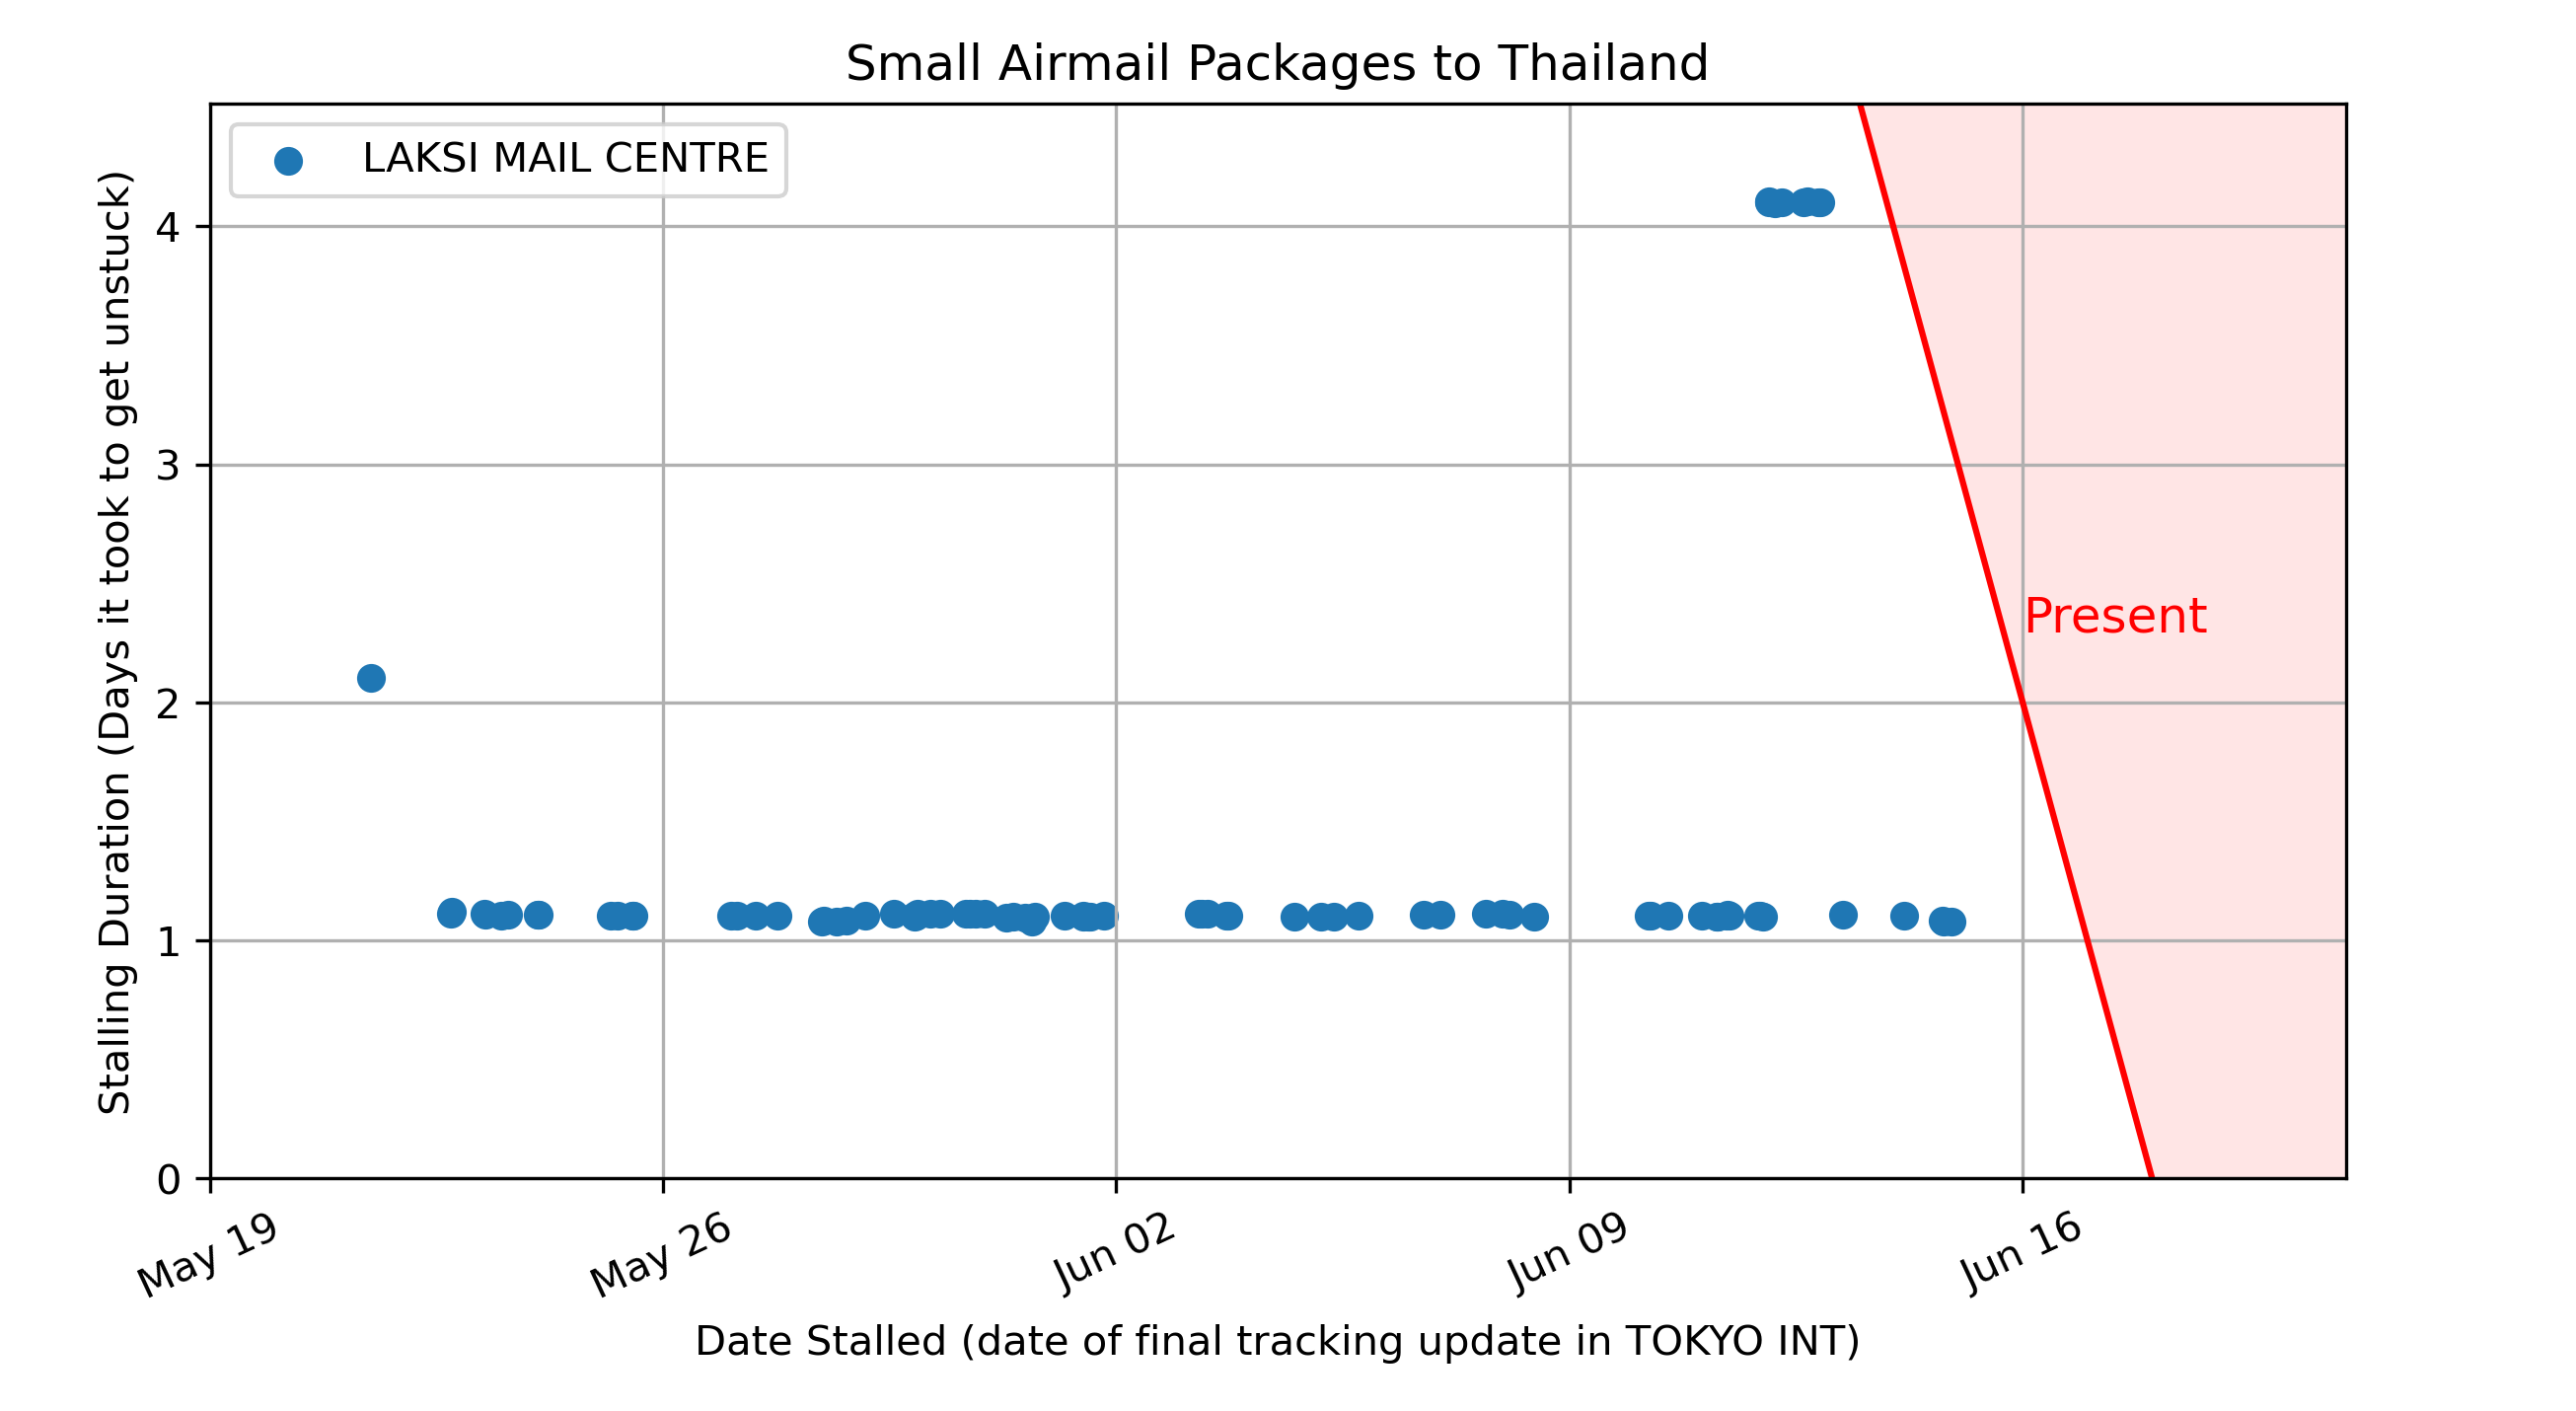 Small Airmail Packages to Thailand
LAKSI MAIL CENTRE
Stalling Duration (Days it took to get unstuck)
4
3
2
1
0
Present
May 19
May 26
Jun 02
Jun 09
Jun 16
Date Stalled (date of final tracking update in TOKYO INT)